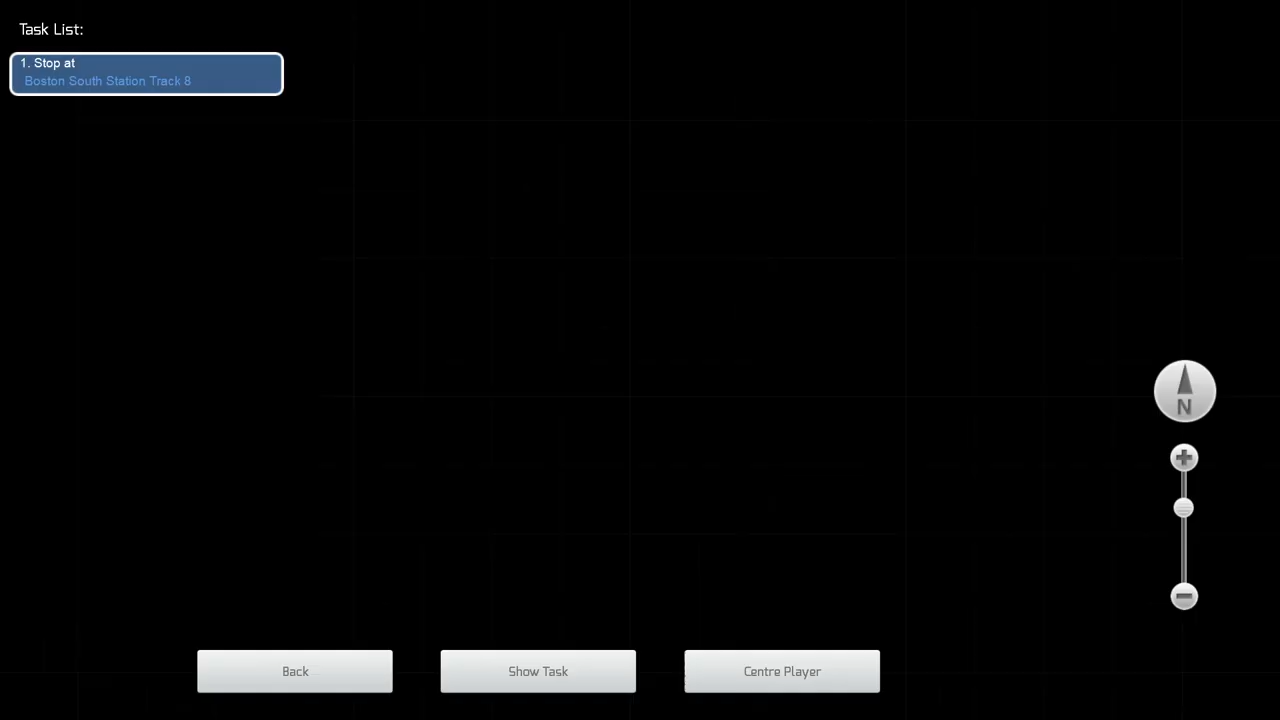 Task List:
1. Stop at
Boston South Station Track 8
N
Back
Show Task
Centre Player